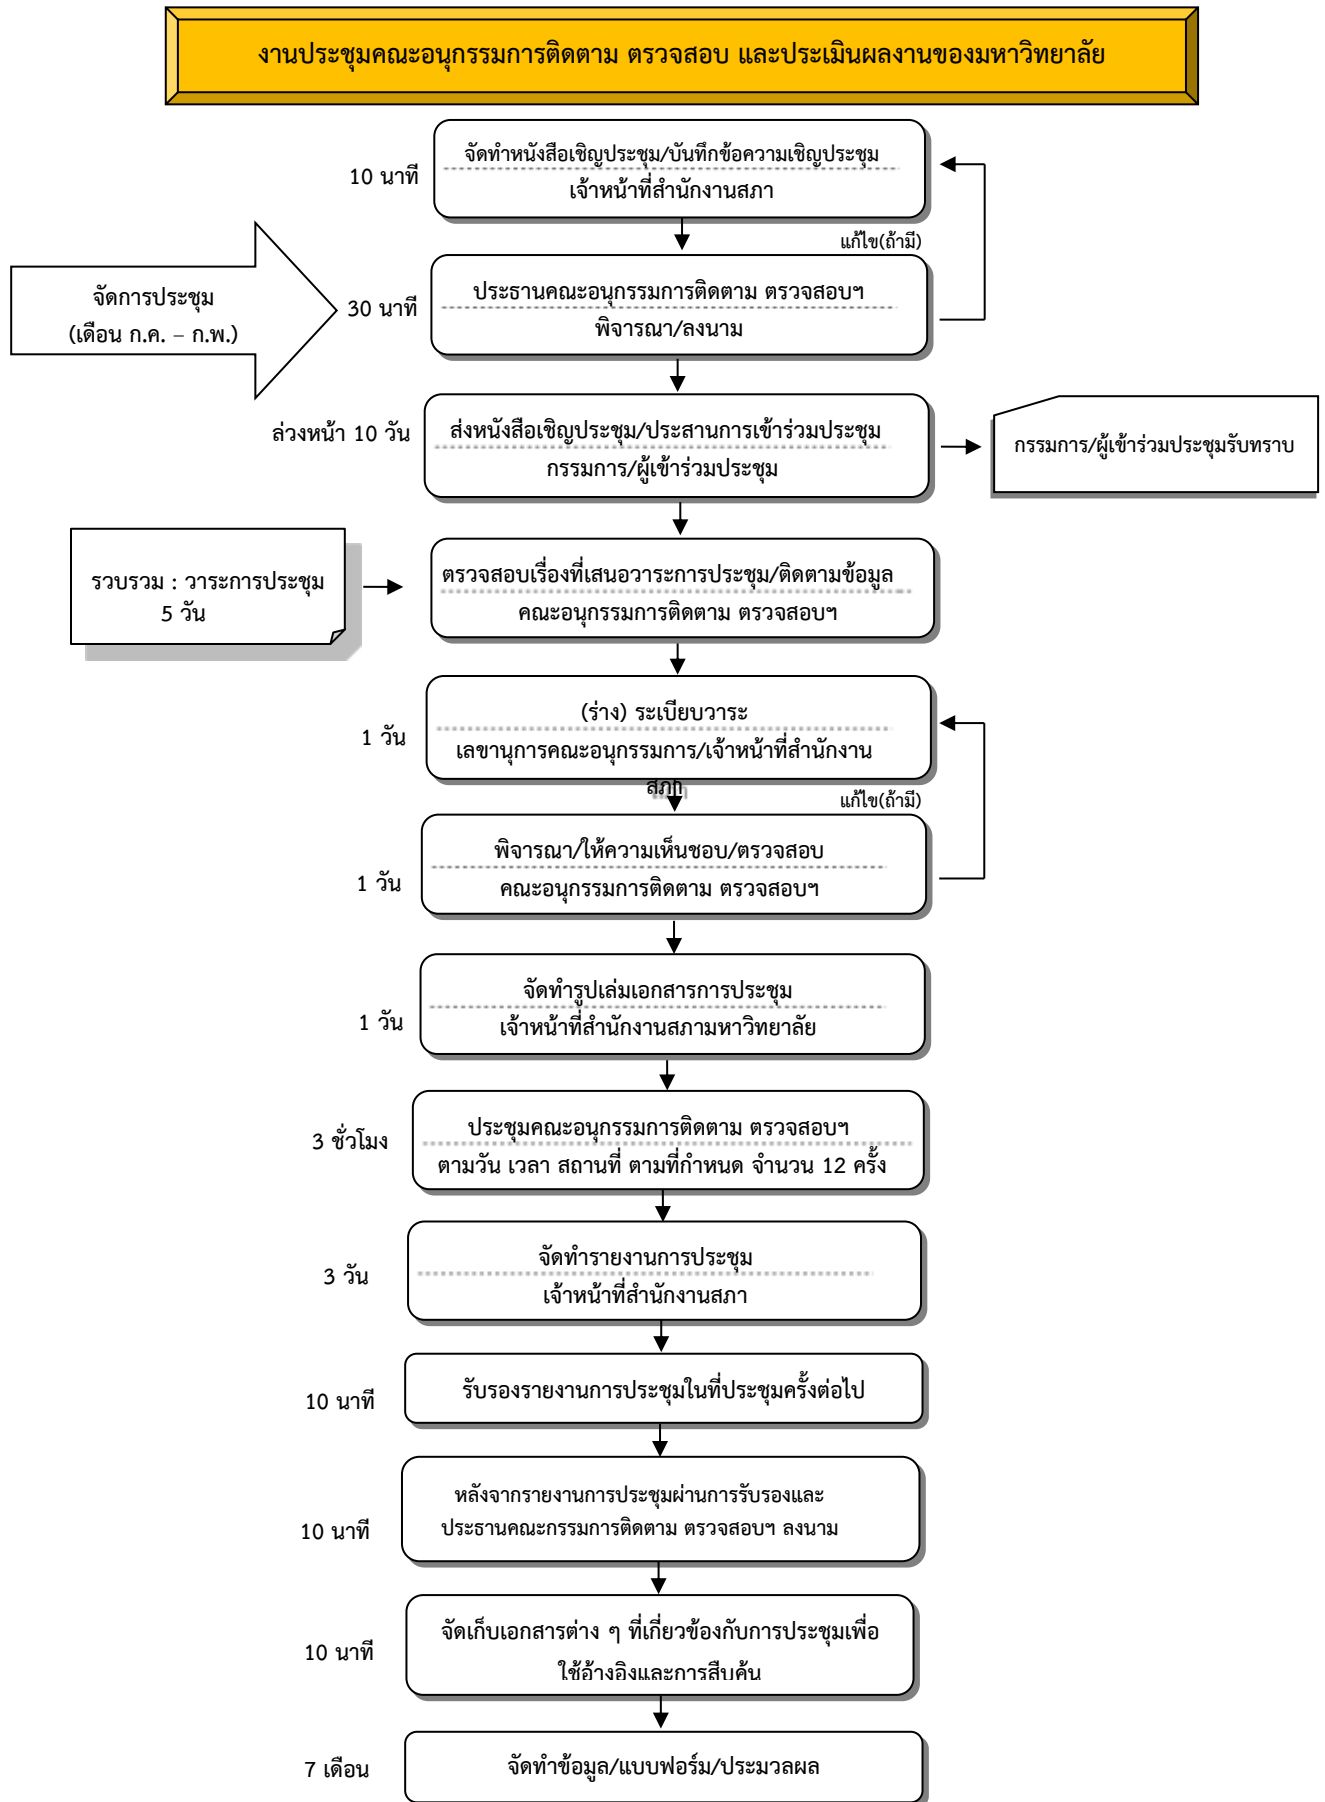 งานประชุมคณะอนุกรรมการติดตาม ตรวจสอบ และประเมินผลงานของมหาวิทยาลัย
จัดทำหนังสือเชิญประชุม/บันทึกข้อความเชิญประชุม
10 นาที
เจ้าหน้าที่สำนักงานสภา
แก้ไข(ถ้ามี)
จัดการประชุม
(เดือน ก.ค. – ก.พ.)
30 นาที
ประธานคณะอนุกรรมการติดตาม ตรวจสอบฯ
พิจารณา/ลงนาม
ล่วงหน้า 10 วัน
ส่งหนังสือเชิญประชุม/ประสานการเข้าร่วมประชุม
กรรมการ/ผู้เข้าร่วมประชุม
กรรมการ/ผู้เข้าร่วมประชุมรับทราบ
รวบรวม : วาระการประชุม
5 วัน
ตรวจสอบเรื่องที่เสนอวาระการประชุม/ติดตามข้อมูล
คณะอนุกรรมการติดตาม ตรวจสอบฯ
1 วัน
(ร่าง) ระเบียบวาระ
เลขานุการคณะอนุกรรมการ/เจ้าหน้าที่สำนักงาน
สภา
แก้ไข(ถ้ามี)
พิจารณา/ให้ความเห็นชอบ/ตรวจสอบ
1 วัน
คณะอนุกรรมการติดตาม ตรวจสอบฯ
จัดทำรูปเล่มเอกสารการประชุม
1 วัน
เจ้าหน้าที่สำนักงานสภามหาวิทยาลัย
3 ชั่วโมง
ประชุมคณะอนุกรรมการติดตาม ตรวจสอบฯ
ตามวัน เวลา สถานที่ ตามที่กำหนด จำนวน 12 ครั้ง
จัดทำรายงานการประชุม
3 วัน
เจ้าหน้าที่สำนักงานสภา
10 นาที
รับรองรายงานการประชุมในที่ประชุมครั้งต่อไป
หลังจากรายงานการประชุมผ่านการรับรองและ
10 นาที
ประธานคณะกรรมการติดตาม ตรวจสอบฯ ลงนาม
จัดเก็บเอกสารต่าง ๆ ที่เกี่ยวข้องกับการประชุมเพื่อ
10 นาที
ใช้อ้างอิงและการสืบค้น
7 เดือน
จัดทำข้อมูล/แบบฟอร์ม/ประมวลผล